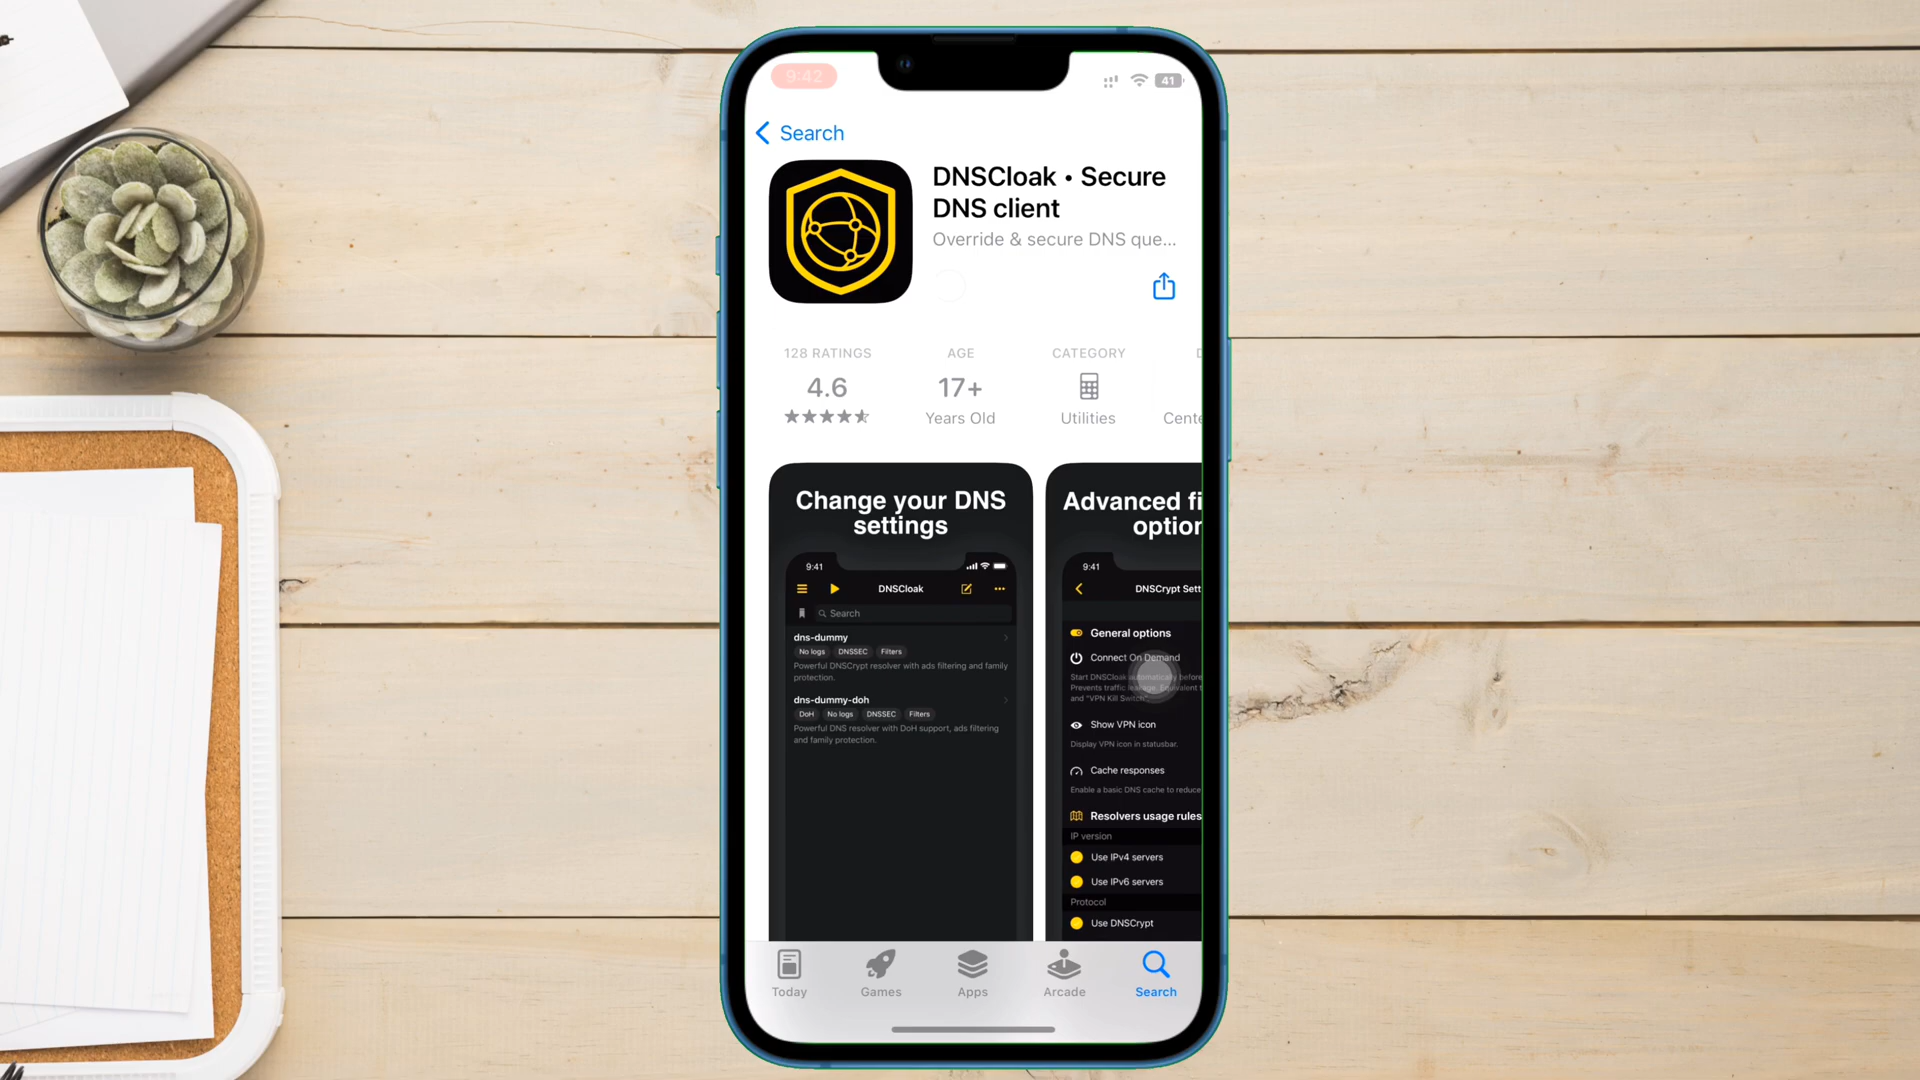 9:42
41
Search
DNSCloak • Secure
DNS client
Override & secure DNS que...
128 RATINGS
4.6
AGE
17+
Years Old
CATEGORY
Utilities
Cente
Change your DNS
settings
9:41
DNSCloak
Search
dns-dummy
No logs DNSSEC Filters
Powerful DNSCrypt resolver with ads filtering and family
protection.
dns-dummy-doh
DoH No logs DNSSEC Filters
Powerful DNS resolver with DoH support, ads filtering
and family protection.
Advanced fi
option
9:41
DNSCrypt Sett
General options
Connect On Demand
Start DNSCloak automatically before
Prevents traffic leakage. Equivalent t
and "VPN Kill Switch".
Show VPN icon
Display VPN icon in statusbar.
Cache responses
Enable a basic DNS cache to reduce
Resolvers usage rules
IP version
Use IPv4 servers
Use IPv6 servers
Protocol
Use DNSCrypt
Today
Games
Apps
Arcade
Search